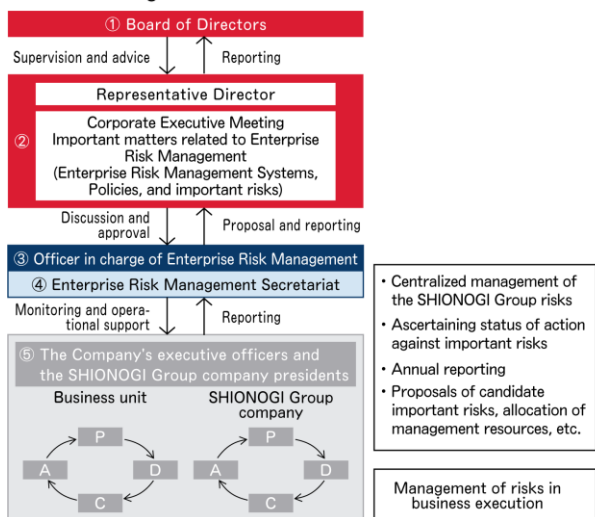 ① Board of Directors
Supervision and advice
Reporting
Representative Director
②
Corporate Executive Meeting
Important matters related to Enterprise
Risk Management
(Enterprise Risk Management Systems,
Policies, and important risks)
Discussion and
approval
Proposal and reporting
③ Officer in charge of Enterprise Risk Management
④ Enterprise Risk Management Secretariat
Monitoring and opera-
tional support
Reporting
⑤ The Company's executive officers and
the SHIONOGI Group company presidents
Business unit
P
A
D
C
SHIONOGI Group
company
P
A
D
C
・Centralized management of
the SHIONOGI Group risks
・Ascertaining status of action
against important risks
・Annual reporting
・Proposals of candidate
important risks, allocation of
management resources, etc.
Management of risks in
business execution